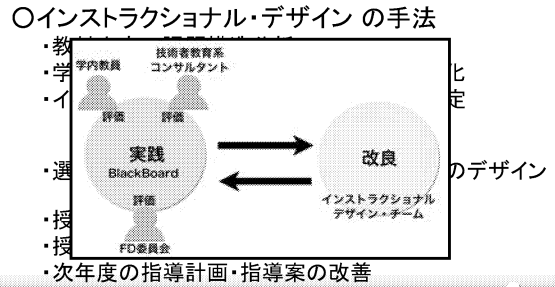 〇インストラクショナル・デザイン の手法
・教
・学 化
・イ 定
・選 のデザイン
・授
・授
・次年度の指導計画・指導案の改善
学内教員
技術者教育系
コンサルタント
評価 評価
実践
BlackBoard
評価
FD委員会
改良
インストラクショナル
デザイン・チーム